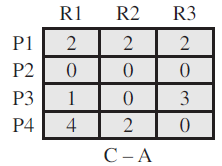 R1 R2 R3
P1 2 2 2
P2 0 0 0
P3 1 0 3
P4 4 2 0
C – A